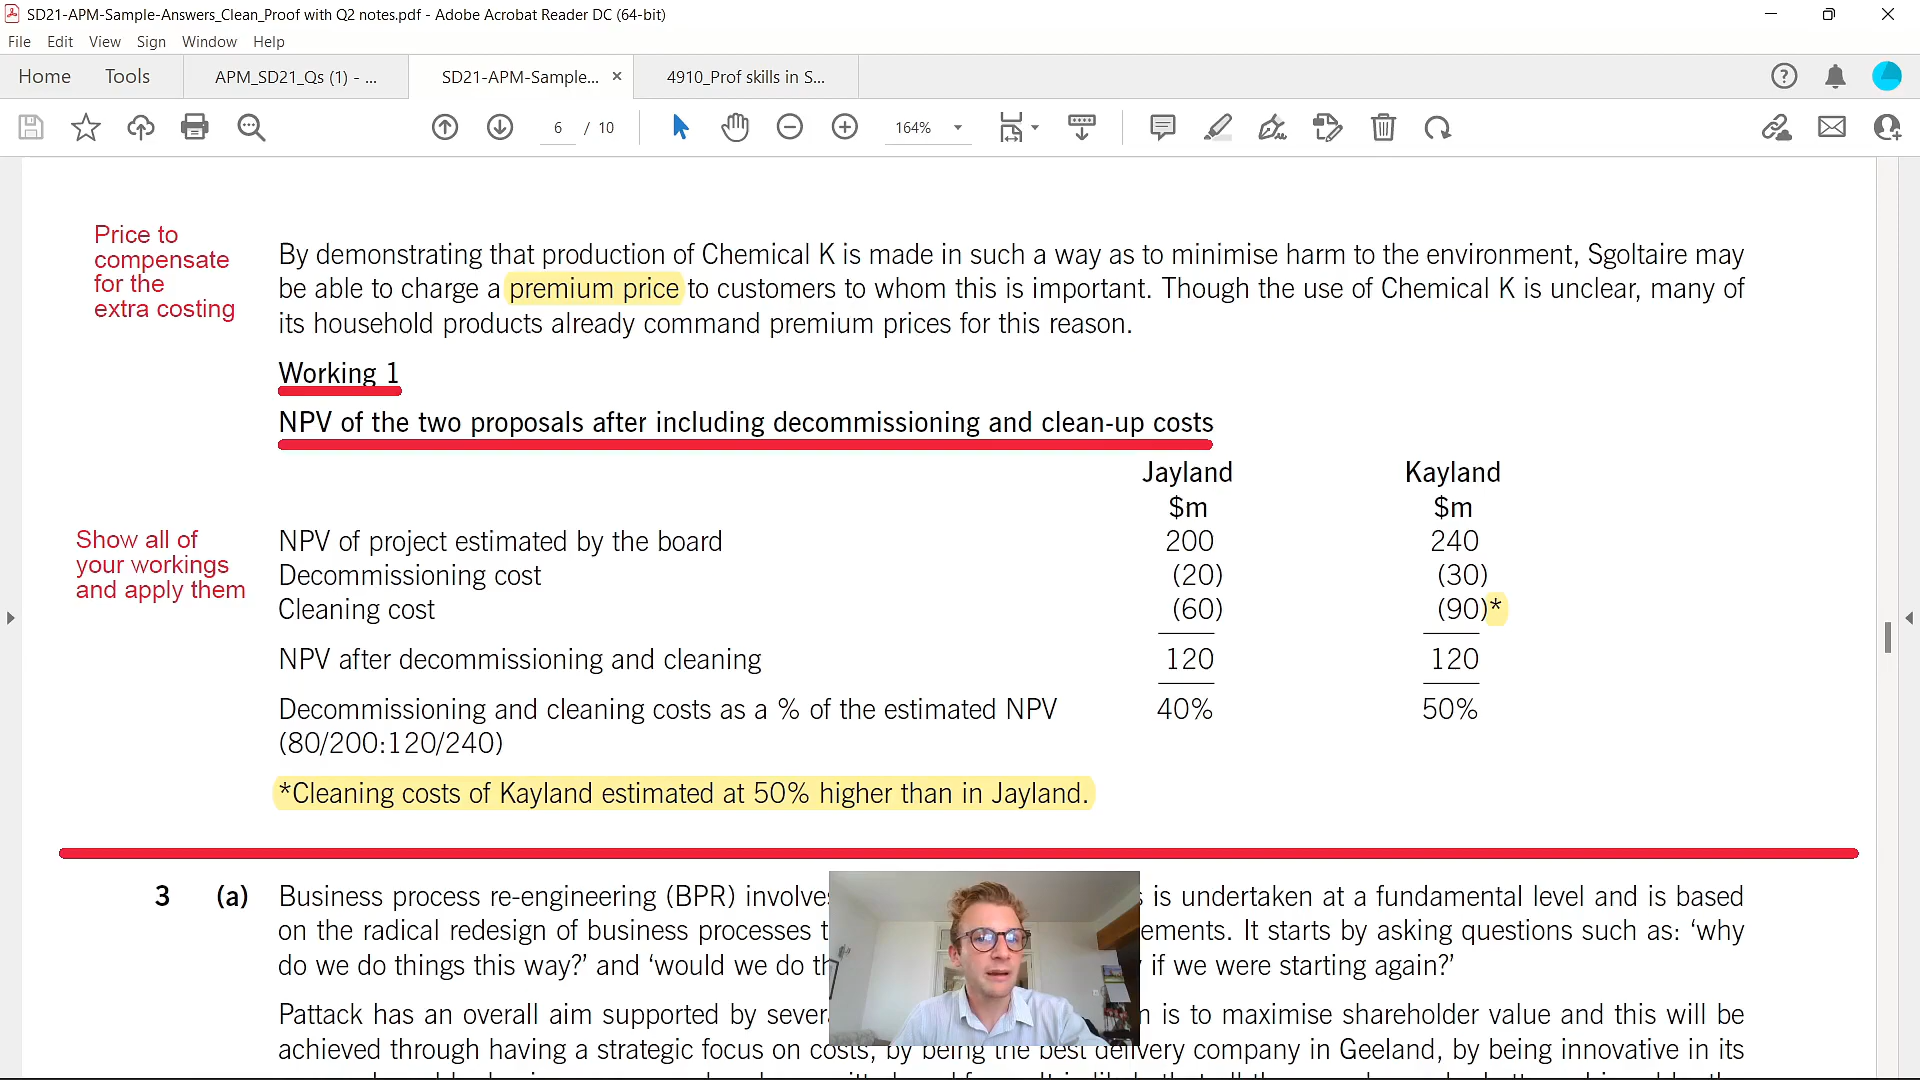 SD21-APM-Sample-Answers_Clean_Proof with Q2 notes.pdf - Adobe Acrobat Reader DC (64-bit)
File Edit View Sign Window Help
Home Tools APM_SD21_Qs (1) - ... SD21-APM-Sample... × 4910_Prof skills in S...
6 / 10 164%
Price to
compensate
for the
extra costing
By demonstrating that production of Chemical K is made in such a way as to minimise harm to the environment, Sgoltaire may
be able to charge a premium price to customers to whom this is important. Though the use of Chemical K is unclear, many of
its household products already command premium prices for this reason.
Working 1
NPV of the two proposals after including decommissioning and clean-up costs
Jayland Kayland
$m $m
Show all of
your workings
and apply them
NPV of project estimated by the board 200 240
Decommissioning cost (20) (30)
Cleaning cost (60) (90)*
NPV after decommissioning and cleaning 120 120
Decommissioning and cleaning costs as a % of the estimated NPV 40% 50%
(80/200:120/240)
*Cleaning costs of Kayland estimated at 50% higher than in Jayland.
3 (a) Business process re-engineering (BPR) involves is undertaken at a fundamental level and is based
on the radical redesign of business processes ements. It starts by asking questions such as: ‘why
do we do things this way?’ and ‘would we do if we were starting again?’
Pattack has an overall aim supported by is to maximise shareholder value and this will be
achieved through having a strategic focus on costs, by being the best delivery company in Geeland, by being innovative in its